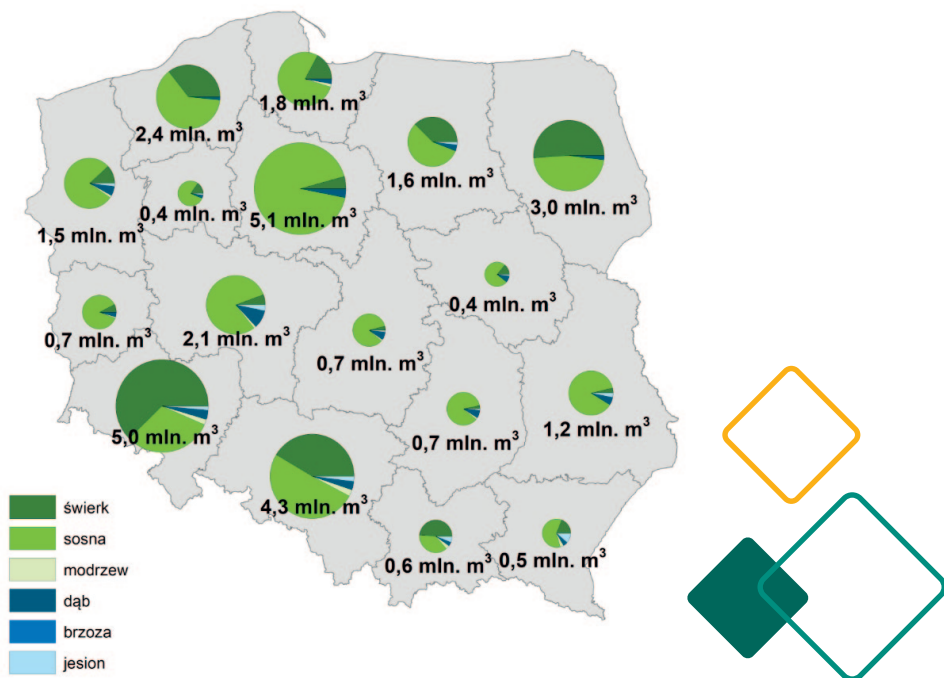 1,8 mln. m³
2,4 mln. m³
1,6 mln. m³
3,0 mln. m³
0,4 mln. m³
5,1 mln. m³
1,5 mln. m³
0,4 mln. m³
0,7 mln. m³
2,1 mln. m³
0,7 mln. m³
5,0 mln. m³
0,7 mln. m³
1,2 mln. m³
4,3 mln. m³
0,6 mln. m³
0,5 mln. m³
świerk
sosna
modrzew
dąb
brzoza
jesion